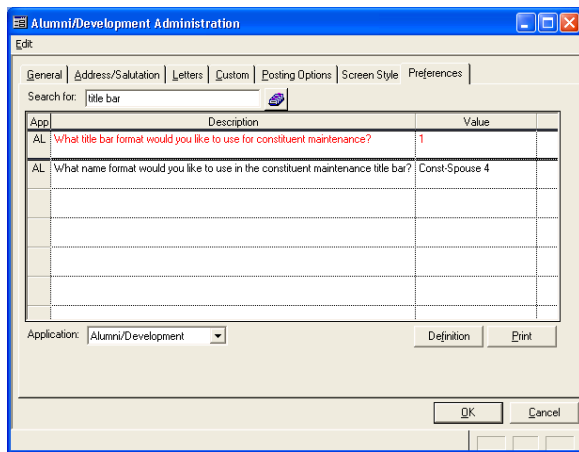 Alumni/Development Administration
Edit
General Address/Salutation Letters Custom Posting Options Screen Style Preferences
Search for: title bar
App Description Value
AL What title bar format would you like to use for constituent maintenance? 1
AL What name format would you like to use in the constituent maintenance title bar? Const-Spouse 4
Application: Alumni/Development Definition Print
OK Cancel